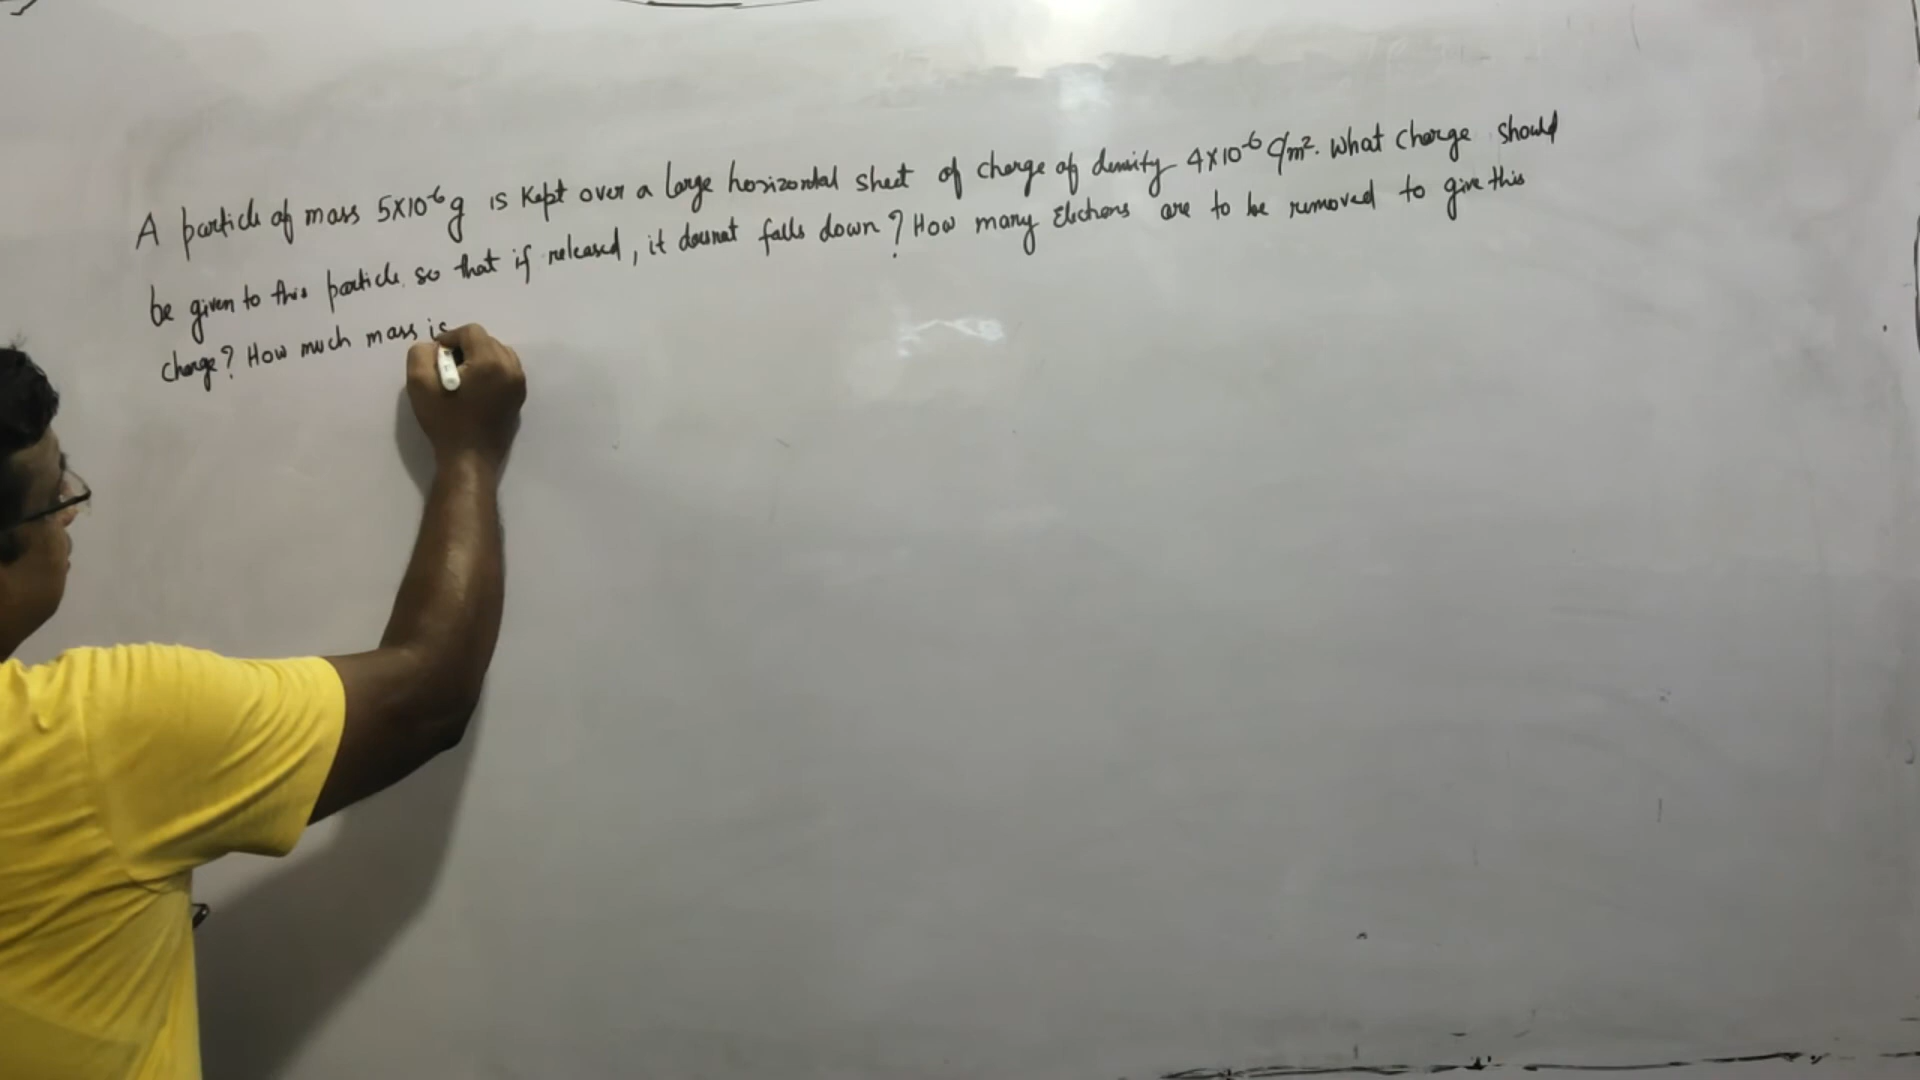 A particle of mass 5×10⁻⁶g is kept over a large horizontal sheet of charge of density 4×10⁻⁶ C/m². What charge should
be given to this particle so that if released, it doesnot falls down? How many Electrons are to be removed to give this
charge? How much mass is